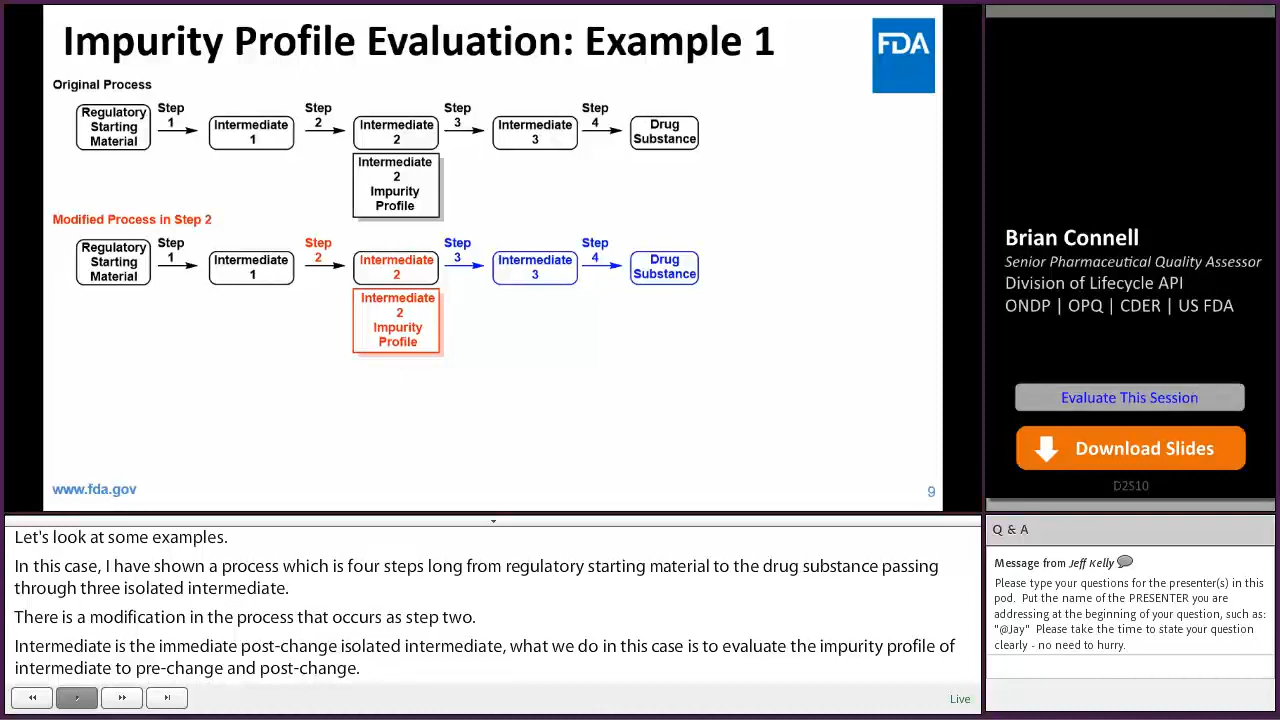 Impurity Profile Evaluation: Example 1
FDA
Original Process
Regulatory
Starting
Material
Step
1
Intermediate
1
Step
2
Intermediate
2
Step
3
Intermediate
3
Step
4
Drug
Substance
Intermediate
2
Impurity
Profile
Modified Process in Step 2
Regulatory
Starting
Material
Step
1
Intermediate
1
Step
2
Intermediate
2
Step
3
Intermediate
3
Step
4
Drug
Substance
Intermediate
2
Impurity
Profile
www.fda.gov
9
Brian Connell
Senior Pharmaceutical Quality Assessor
Division of Lifecycle API
ONDP | OPQ | CDER | US FDA
Evaluate This Session
Download Slides
D2S10
Let's look at some examples.
In this case, I have shown a process which is four steps long from regulatory starting material to the drug substance passing
through three isolated intermediate.
There is a modification in the process that occurs as step two.
Intermediate is the immediate post-change isolated intermediate, what we do in this case is to evaluate the impurity profile of
intermediate to pre-change and post-change.
Live
Q & A
Message from Jeff Kelly
Please type your questions for the presenter(s) in this
pod. Put the name of the PRESENTER you are
addressing at the beginning of your question, such as:
"@Jay" Please take the time to state your question
clearly - no need to hurry.